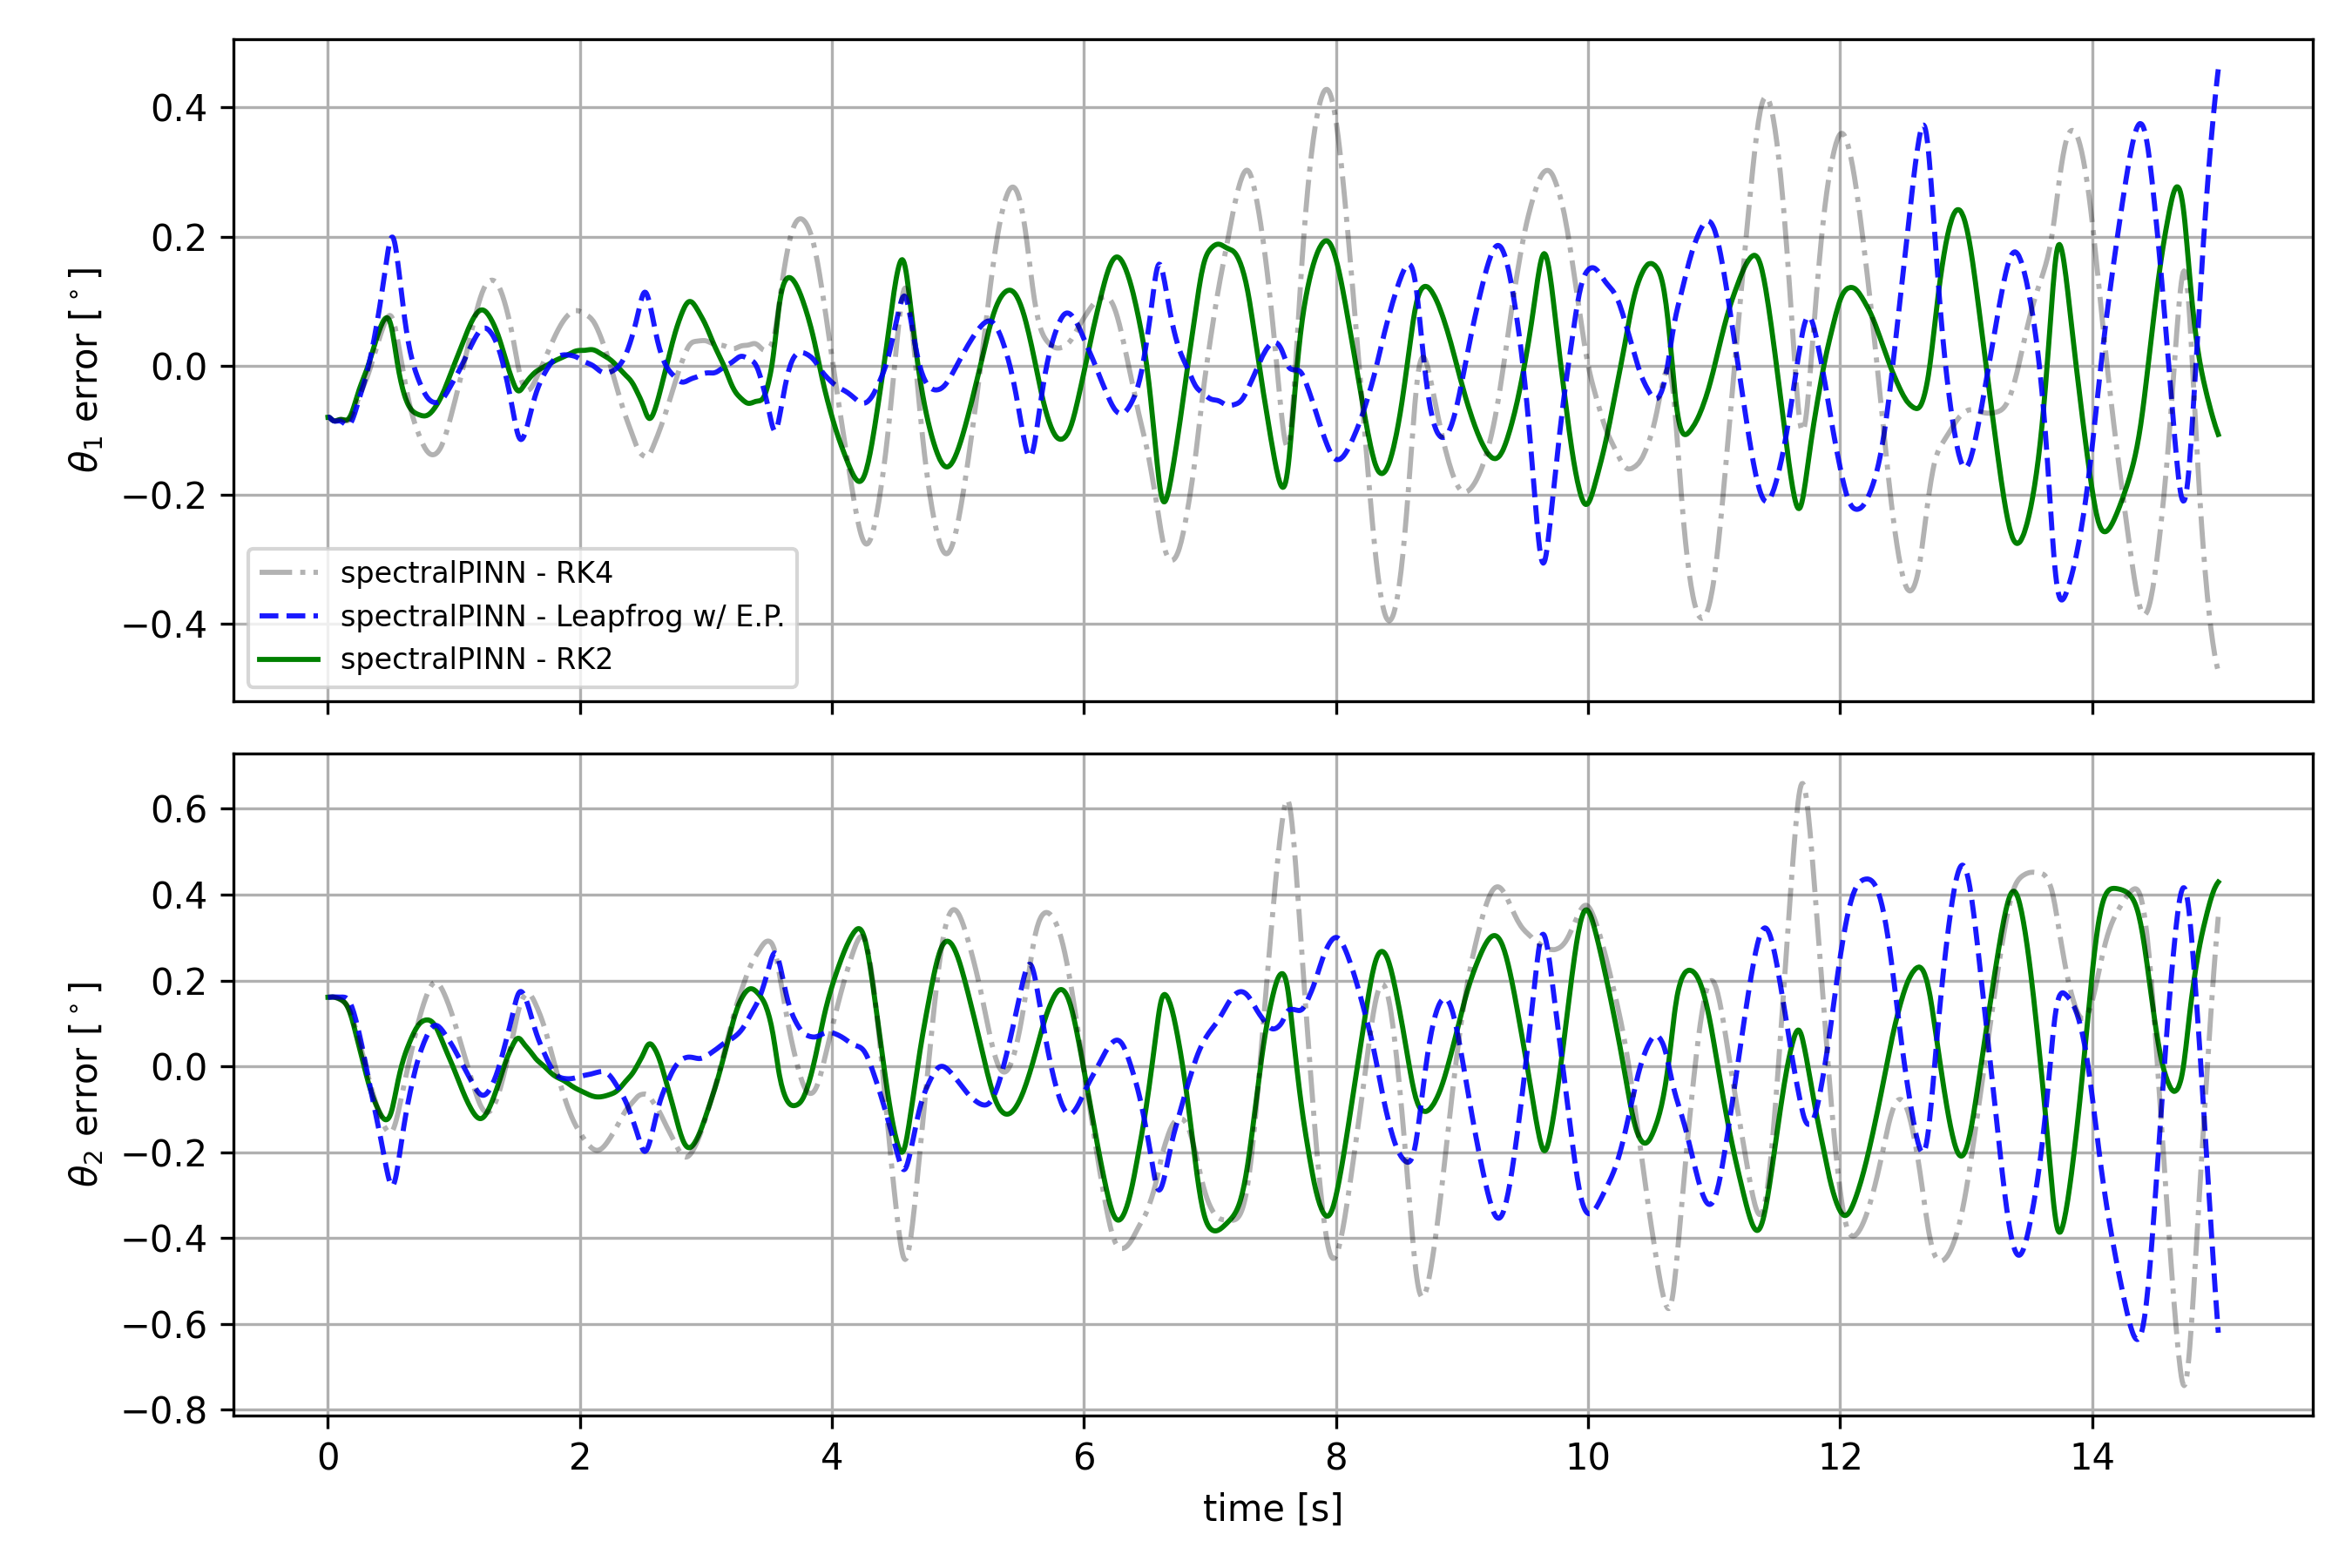 0.4
0.2
0.0
−0.2
−0.4
θ1 error [°]
spectralPINN - RK4
spectralPINN - Leapfrog w/ E.P.
spectralPINN - RK2
0.6
0.4
0.2
0.0
−0.2
−0.4
−0.6
−0.8
θ2 error [°]
0 2 4 6 8 10 12 14
time [s]